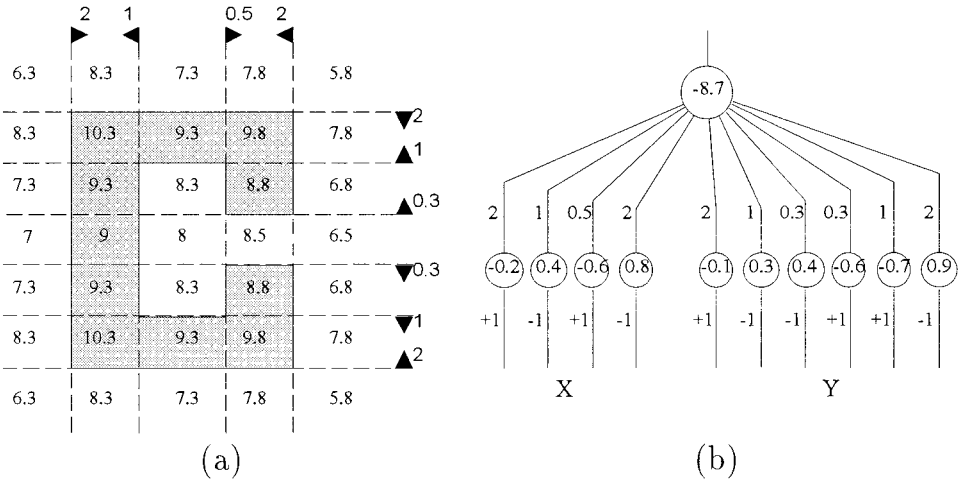 2 1 0.5 2
6.3 8.3 7.3 7.8 5.8
2
8.3 10.3 9.3 9.8 7.8
1
7.3 9.3 8.3 8.8 6.8
0.3
7 9 8 8.5 6.5
0.3
7.3 9.3 8.3 8.8 6.8
1
8.3 10.3 9.3 9.8 7.8
2
6.3 8.3 7.3 7.8 5.8
(a)
-8.7
2 1 0.5 2 2 1 0.3 0.3 1 2
-0.2 0.4 -0.6 0.8 -0.1 0.3 0.4 -0.6 -0.7 0.9
+1 -1 +1 -1 +1 -1 -1 +1 +1 -1
X Y
(b)